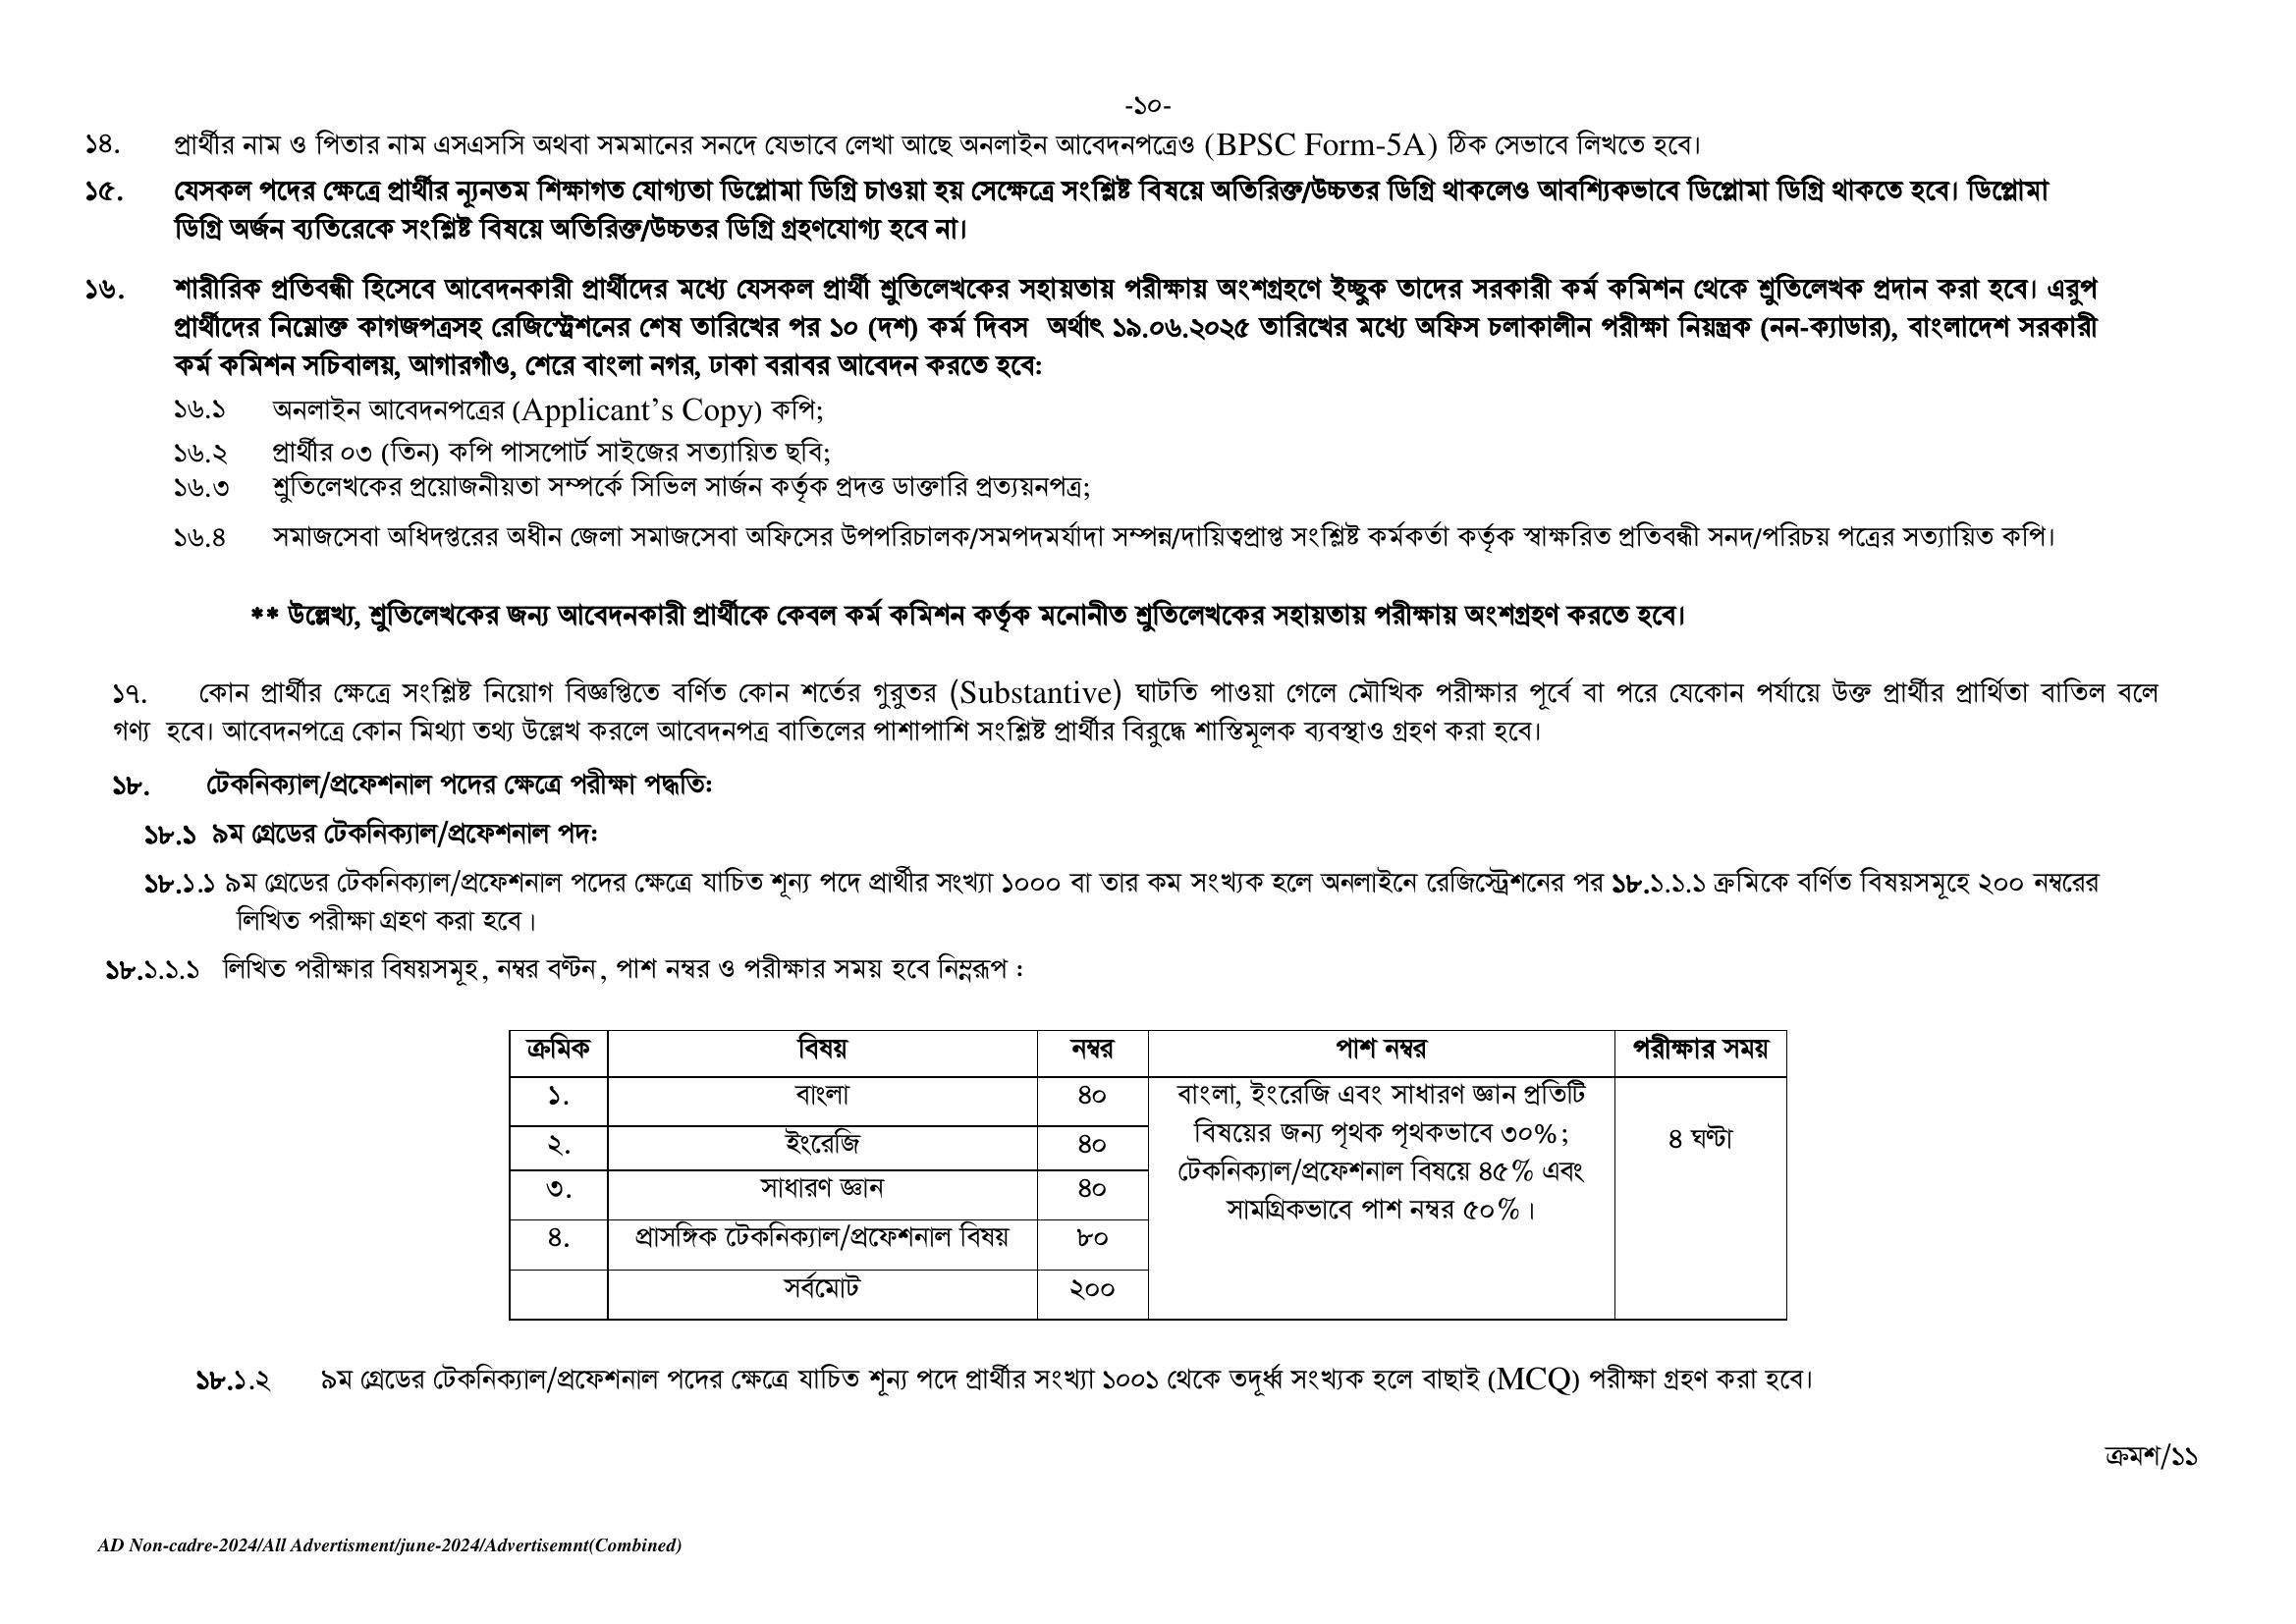 -১০-
১৪. প্রার্থীর নাম ও পিতার নাম এসএসসি অথবা সমমানের সনদে যেভাবে লেখা আছে অনলাইন আবেদনপত্রেও (BPSC Form-5A) ঠিক সেভাবে লিখতে হবে।
১৫. যেসকল পদের ক্ষেত্রে প্রার্থীর ন্যূনতম শিক্ষাগত যোগ্যতা ডিপ্লোমা ডিগ্রি চাওয়া হয় সেক্ষেত্রে সংশ্লিষ্ট বিষয়ে অতিরিক্ত/উচ্চতর ডিগ্রি থাকলেও আবশ্যিকভাবে ডিপ্লোমা ডিগ্রি থাকতে হবে। ডিপ্লোমা
ডিগ্রি অর্জন ব্যতিরেকে সংশ্লিষ্ট বিষয়ে অতিরিক্ত/উচ্চতর ডিগ্রি গ্রহণযোগ্য হবে না।
১৬. শারীরিক প্রতিবন্ধী হিসেবে আবেদনকারী প্রার্থীদের মধ্যে যেসকল প্রার্থী শ্রুতিলেখকের সহায়তায় পরীক্ষায় অংশগ্রহণে ইচ্ছুক তাদের সরকারী কর্ম কমিশন থেকে শ্রুতিলেখক প্রদান করা হবে। এরুপ
প্রার্থীদের নিম্নোক্ত কাগজপত্রসহ রেজিস্ট্রেশনের শেষ তারিখের পর ১০ (দশ) কর্ম দিবস অর্থাৎ ১৯.০৬.২০২৫ তারিখের মধ্যে অফিস চলাকালীন পরীক্ষা নিয়ন্ত্রক (নন-ক্যাডার), বাংলাদেশ সরকারী
কর্ম কমিশন সচিবালয়, আগারগাঁও, শেরে বাংলা নগর, ঢাকা বরাবর আবেদন করতে হবে:
১৬.১ অনলাইন আবেদনপত্রের (Applicant’s Copy) কপি;
১৬.২ প্রার্থীর ০৩ (তিন) কপি পাসপোর্ট সাইজের সত্যায়িত ছবি;
১৬.৩ শ্রুতিলেখকের প্রয়োজনীয়তা সম্পর্কে সিভিল সার্জন কর্তৃক প্রদত্ত ডাক্তারি প্রত্যয়নপত্র;
১৬.৪ সমাজসেবা অধিদপ্তরের অধীন জেলা সমাজসেবা অফিসের উপপরিচালক/সমপদমর্যাদা সম্পন্ন/দায়িত্বপ্রাপ্ত সংশ্লিষ্ট কর্মকর্তা কর্তৃক স্বাক্ষরিত প্রতিবন্ধী সনদ/পরিচয় পত্রের সত্যায়িত কপি।
** উল্লেখ্য, শ্রুতিলেখকের জন্য আবেদনকারী প্রার্থীকে কেবল কর্ম কমিশন কর্তৃক মনোনীত শ্রুতিলেখকের সহায়তায় পরীক্ষায় অংশগ্রহণ করতে হবে।
১৭. কোন প্রার্থীর ক্ষেত্রে সংশ্লিষ্ট নিয়োগ বিজ্ঞপ্তিতে বর্ণিত কোন শর্তের গুরুতর (Substantive) ঘাটতি পাওয়া গেলে মৌখিক পরীক্ষার পূর্বে বা পরে যেকোন পর্যায়ে উক্ত প্রার্থীর প্রার্থিতা বাতিল বলে
গণ্য হবে। আবেদনপত্রে কোন মিথ্যা তথ্য উল্লেখ করলে আবেদনপত্র বাতিলের পাশাপাশি সংশ্লিষ্ট প্রার্থীর বিরুদ্ধে শাস্তিমূলক ব্যবস্থাও গ্রহণ করা হবে।
১৮. টেকনিক্যাল/প্রফেশনাল পদের ক্ষেত্রে পরীক্ষা পদ্ধতি:
১৮.১ ৯ম গ্রেডের টেকনিক্যাল/প্রফেশনাল পদ:
১৮.১.১ ৯ম গ্রেডের টেকনিক্যাল/প্রফেশনাল পদের ক্ষেত্রে যাচিত শূন্য পদে প্রার্থীর সংখ্যা ১০০০ বা তার কম সংখ্যক হলে অনলাইনে রেজিস্ট্রেশনের পর ১৮.১.১.১ ক্রমিকে বর্ণিত বিষয়সমূহে ২০০ নম্বরের
লিখিত পরীক্ষা গ্রহণ করা হবে।
১৮.১.১.১ লিখিত পরীক্ষার বিষয়সমূহ, নম্বর বণ্টন, পাশ নম্বর ও পরীক্ষার সময় হবে নিম্নরূপ :
ক্রমিক বিষয় নম্বর পাশ নম্বর পরীক্ষার সময়
১. বাংলা ৪০ বাংলা, ইংরেজি এবং সাধারণ জ্ঞান প্রতিটি
বিষয়ের জন্য পৃথক পৃথকভাবে ৩০%;
২. ইংরেজি ৪০ ৪ ঘণ্টা
টেকনিক্যাল/প্রফেশনাল বিষয়ে ৪৫% এবং
৩. সাধারণ জ্ঞান ৪০
সামগ্রিকভাবে পাশ নম্বর ৫০%।
৪. প্রাসঙ্গিক টেকনিক্যাল/প্রফেশনাল বিষয় ৮০
সর্বমোট ২০০
১৮.১.২ ৯ম গ্রেডের টেকনিক্যাল/প্রফেশনাল পদের ক্ষেত্রে যাচিত শূন্য পদে প্রার্থীর সংখ্যা ১০০১ থেকে তদূর্ধ্ব সংখ্যক হলে বাছাই (MCQ) পরীক্ষা গ্রহণ করা হবে।
ক্রমশ/১১
AD Non-cadre-2024/All Advertisment/june-2024/Advertisemnt(Combined)